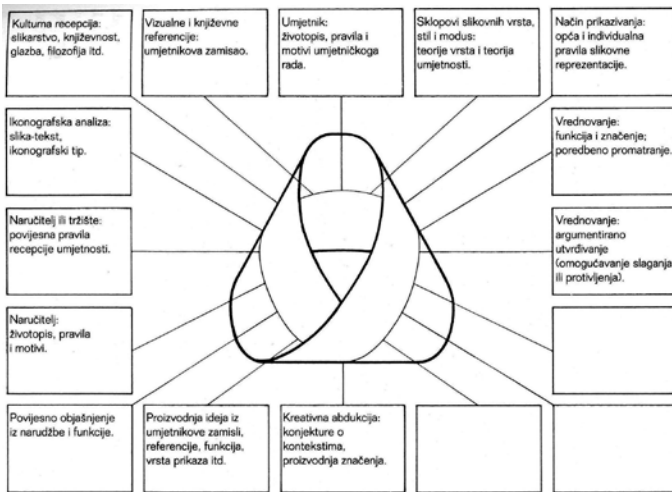 Kulturna recepcija:
slikarstvo, književnost,
glazba, filozofija itd.
Vizualne i književne
referencije:
umjetnikova zamisao.
Umjetnik:
životopis, pravila i
motivi umjetničkoga
rada.
Sklopovi slikovnih vrsta,
stil i modus:
teorije vrsta i teorija
umjetnosti.
Način prikazivanja:
opća i individualna
pravila slikovne
reprezentacije.
Ikonografska analiza:
slika-tekst,
ikonografski tip.
Vrednovanje:
funkcija i značenje;
poredbeno promatranje.
Naručitelj ili tržište:
povijesna pravila
recepcije umjetnosti.
Vrednovanje:
argumentirano
utvrđivanje
(omogućavanje slaganja
ili protivljenja).
Naručitelj:
životopis, pravila
i motivi.
Povijesno objašnjenje
iz narudžbe i funkcije.
Proizvodnja ideja iz
umjetnikove zamisli,
referencije, funkcija,
vrsta prikaza itd.
Kreativna abdukcija:
konjekture o
kontekstima,
proizvodnja značenja.